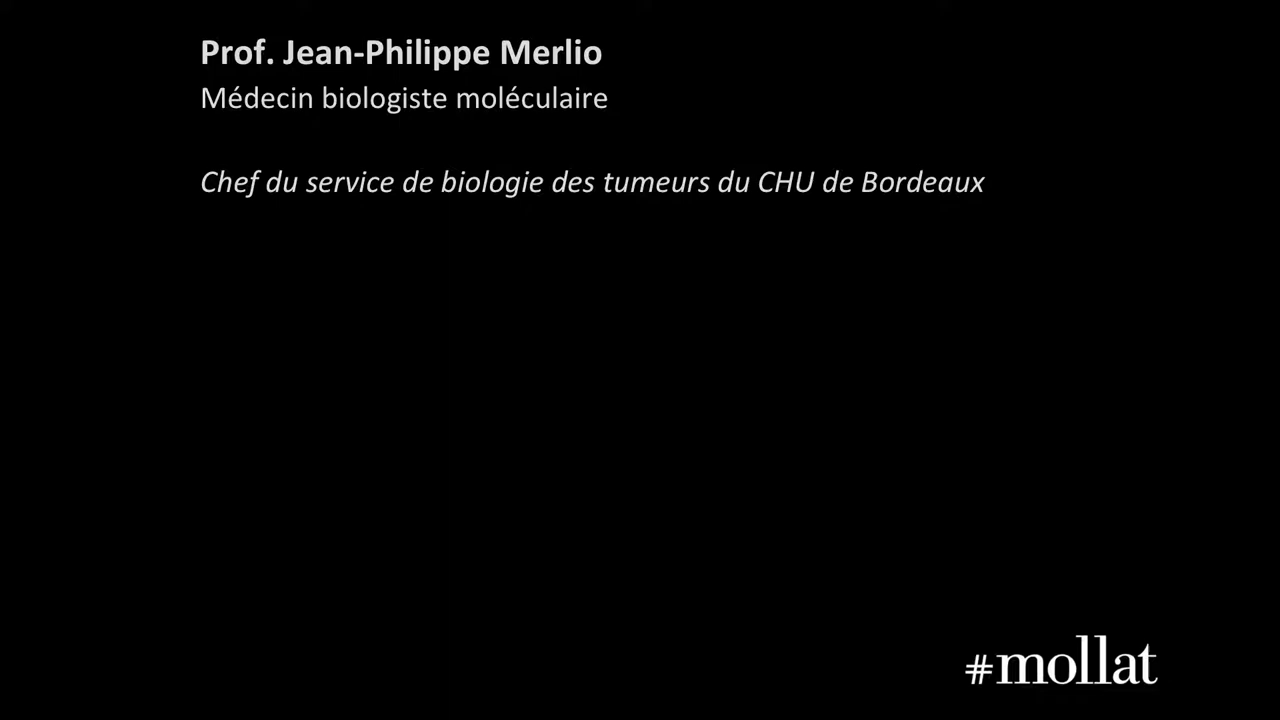 Prof. Jean-Philippe Merlio
Médecin biologiste moléculaire
Chef du service de biologie des tumeurs du CHU de Bordeaux
#mollat